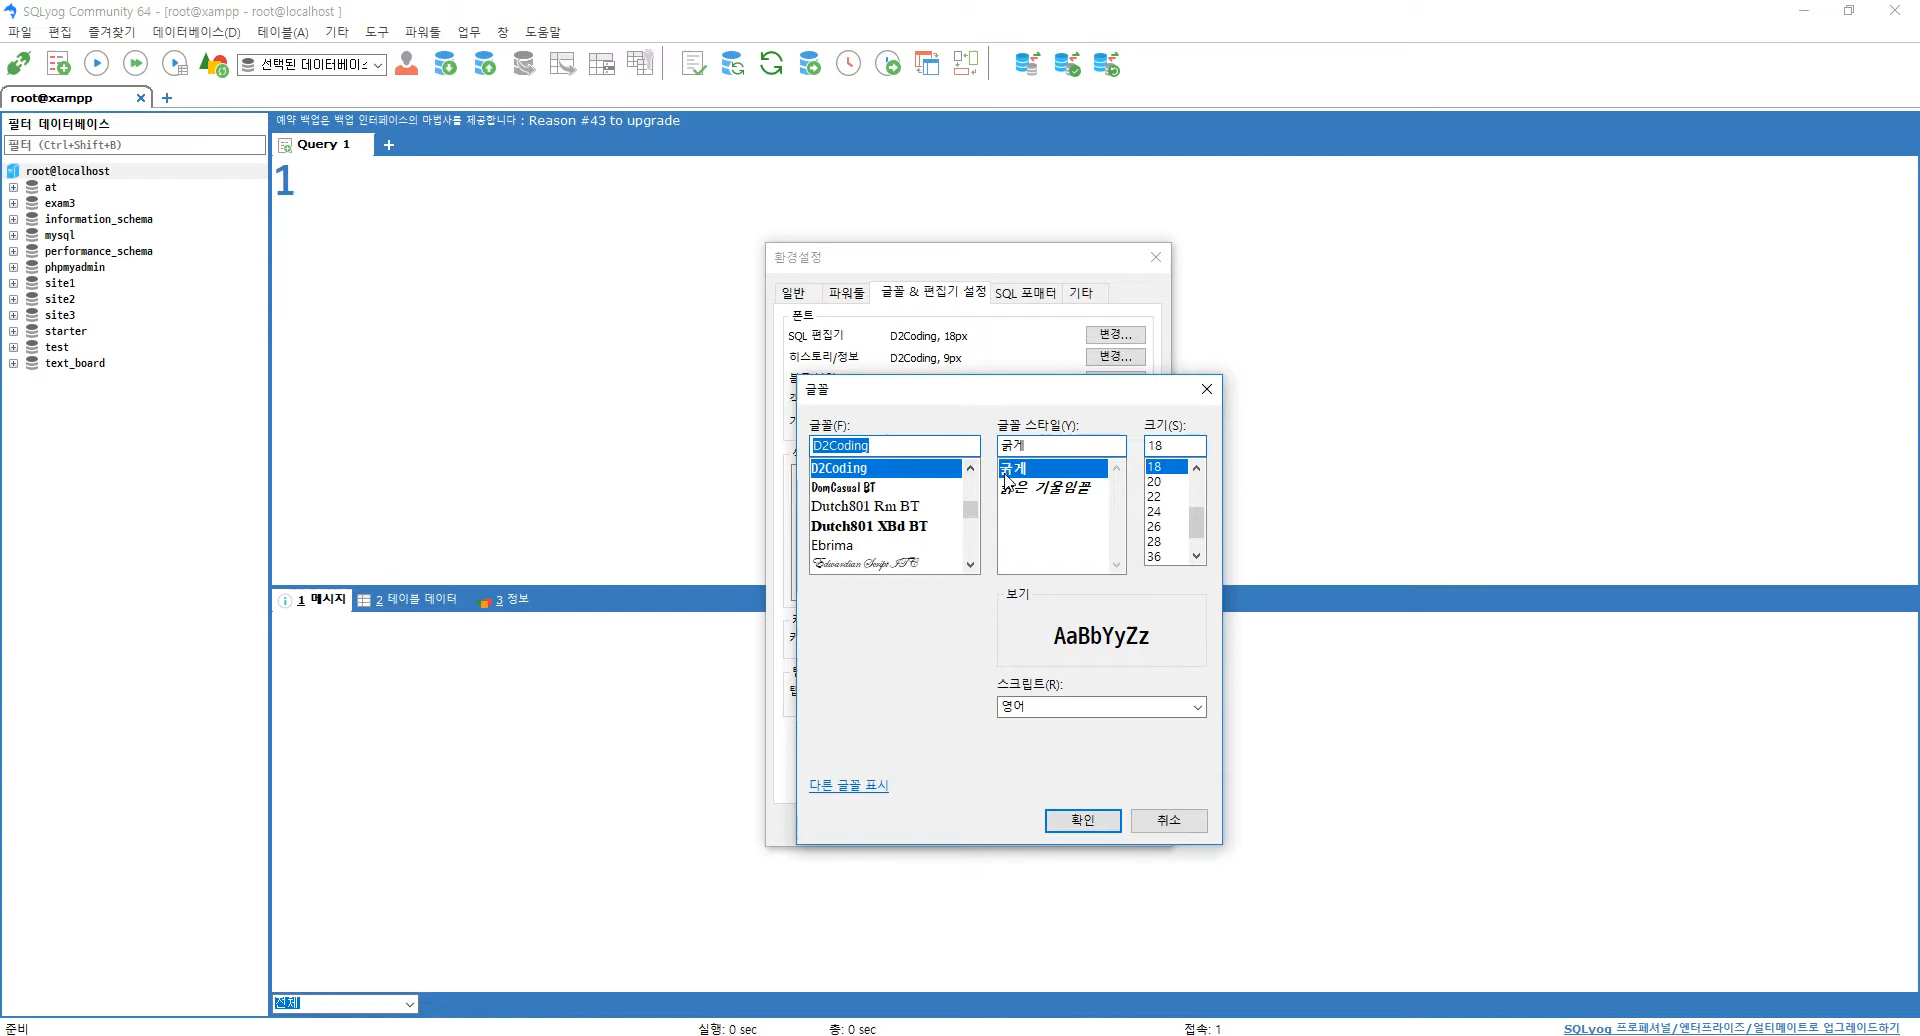 SQLyog Community 64 - [root@xampp - root@localhost ]
파일 편집 즐겨찾기 데이터베이스(D) 테이블(A) 기타 도구 파워툴 업무 창 도움말
선택된 데이터베이스
root@xampp
필터 데이터베이스
필터 (Ctrl+Shift+B)
root@localhost
at
exam3
information_schema
mysql
performance_schema
phpmyadmin
site1
site2
site3
starter
test
text_board
예약 백업은 백업 인터페이스의 마법사를 제공합니다 : Reason #43 to upgrade
Query 1
1
환경설정
일반 파워툴 글꼴 & 편집기 설정 SQL 포매터 기타
폰트
SQL 편집기 D2Coding, 18px 변경...
히스토리/정보 D2Coding, 9px 변경...
글꼴
글꼴(F):
D2Coding
D2Coding
DomCasual BT
Dutch801 Rm BT
Dutch801 XBd BT
Ebrima
Edwardian Script ITC
글꼴 스타일(Y):
굵게
굵게
굵은 기울임꼴
크기(S):
18
18
20
22
24
26
28
36
보기
AaBbYyZz
스크립트(R):
영어
다른 글꼴 표시
확인 취소
1 메시지 2 테이블 데이터 3 정보
전체
준비 실행: 0 sec 총: 0 sec 접속: 1 SQLyog 프로페셔널/엔터프라이즈/얼티메이트로 업그레이드하기